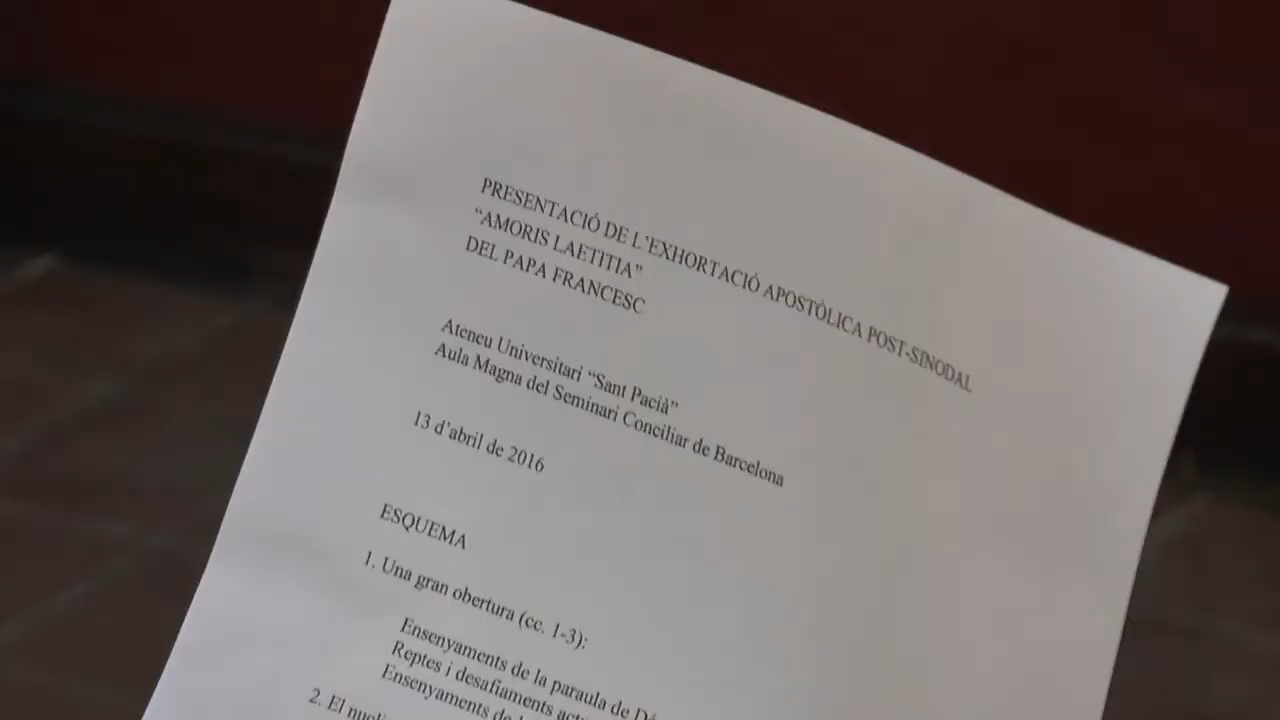 PRESENTACIÓ DE L'EXHORTACIÓ APOSTÒLICA POST-SINODAL
“AMORIS LAETITIA”
DEL PAPA FRANCESC
Ateneu Universitari “Sant Pacià”
Aula Magna del Seminari Conciliar de Barcelona
13 d'abril de 2016
ESQUEMA
1. Una gran obertura (cc. 1-3):
Ensenyaments de la paraula de
Reptes i desafiaments
Ensenyaments de
2. El